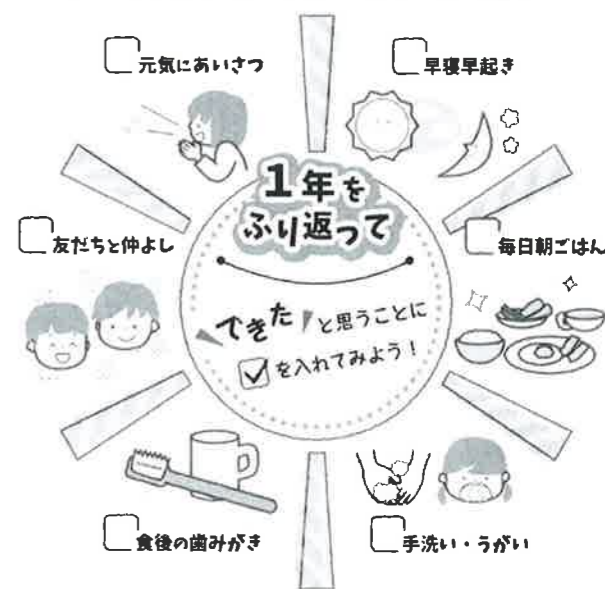 1年を
ふり返って
できたと思うことに
を入れてみよう！
元気にあいさつ
早寝早起き
友だちと仲よし
毎日朝ごはん
食後の歯みがき
手洗い・うがい